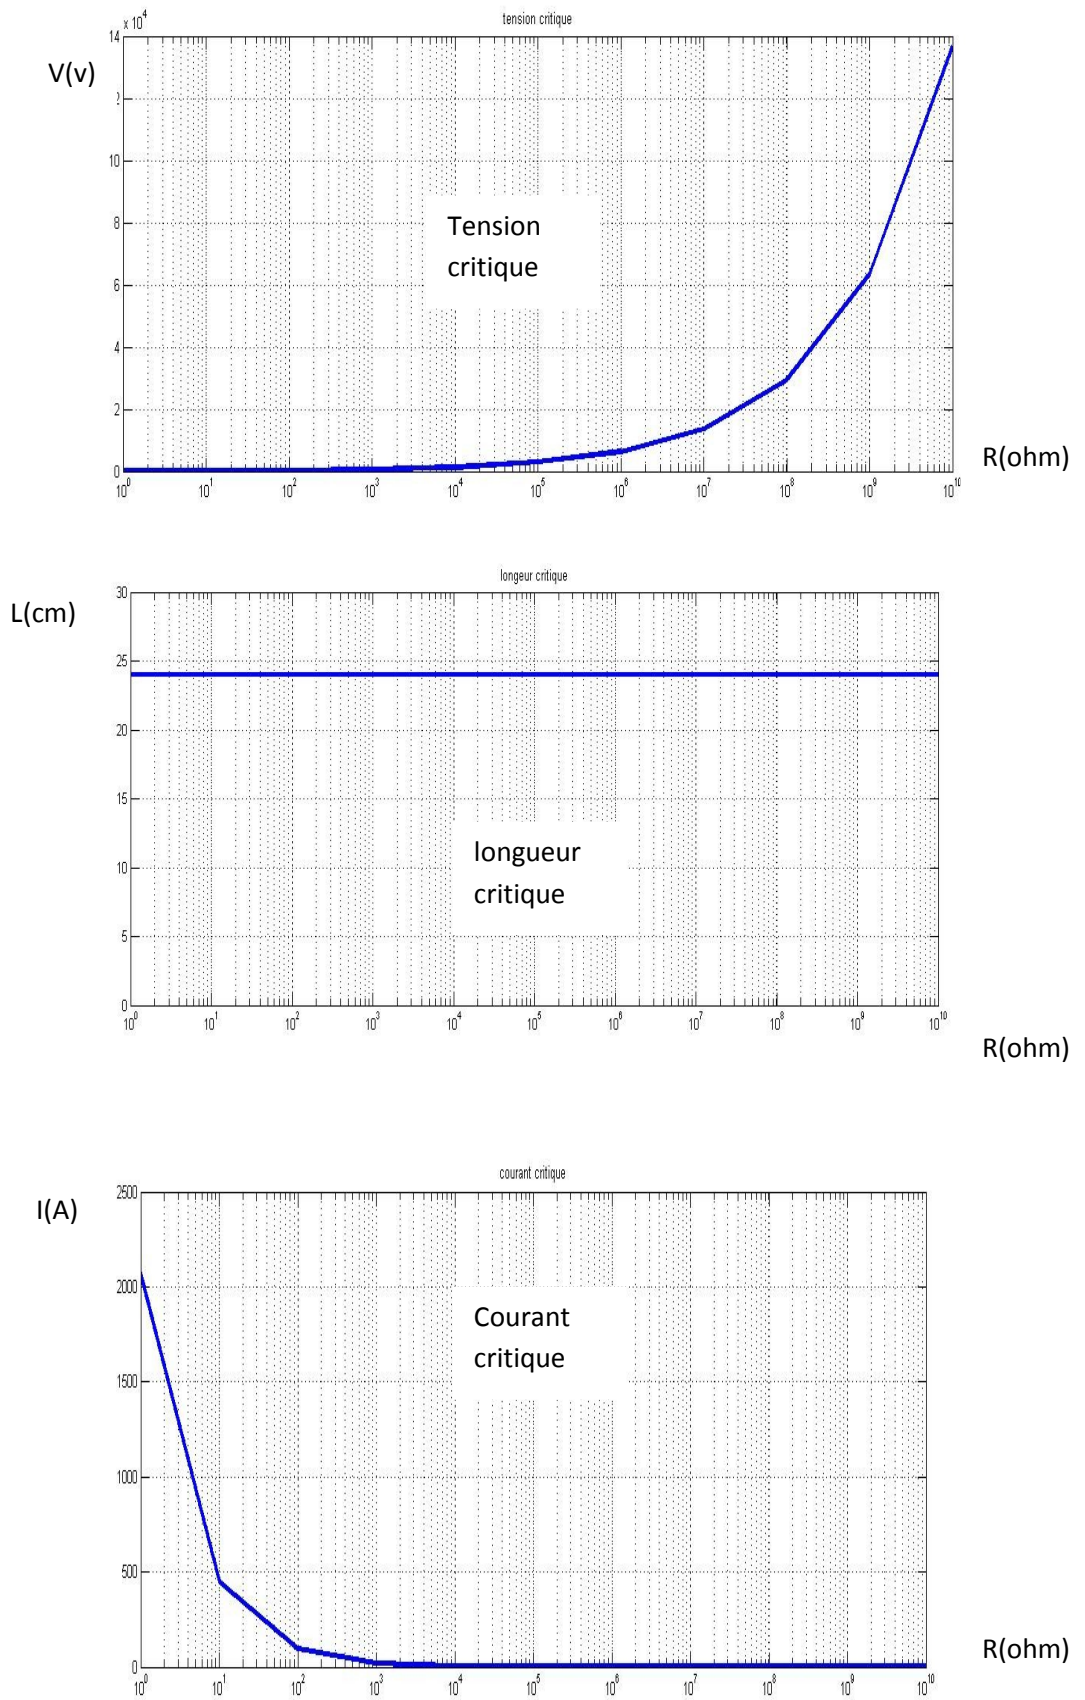 tension critique
x 10^4
V(v)
14
2
10
8
6
4
2
0
Tension
critique
10^0 10^1 10^2 10^3 10^4 10^5 10^6 10^7 10^8 10^9 10^10
R(ohm)
longeur critique
L(cm)
30
25
20
15
10
5
0
longueur
critique
10^0 10^1 10^2 10^3 10^4 10^5 10^6 10^7 10^8 10^9 10^10
R(ohm)
courant critique
I(A)
2500
2000
1500
1000
500
0
Courant
critique
10^0 10^1 10^2 10^3 10^4 10^5 10^6 10^7 10^8 10^9 10^10
R(ohm)